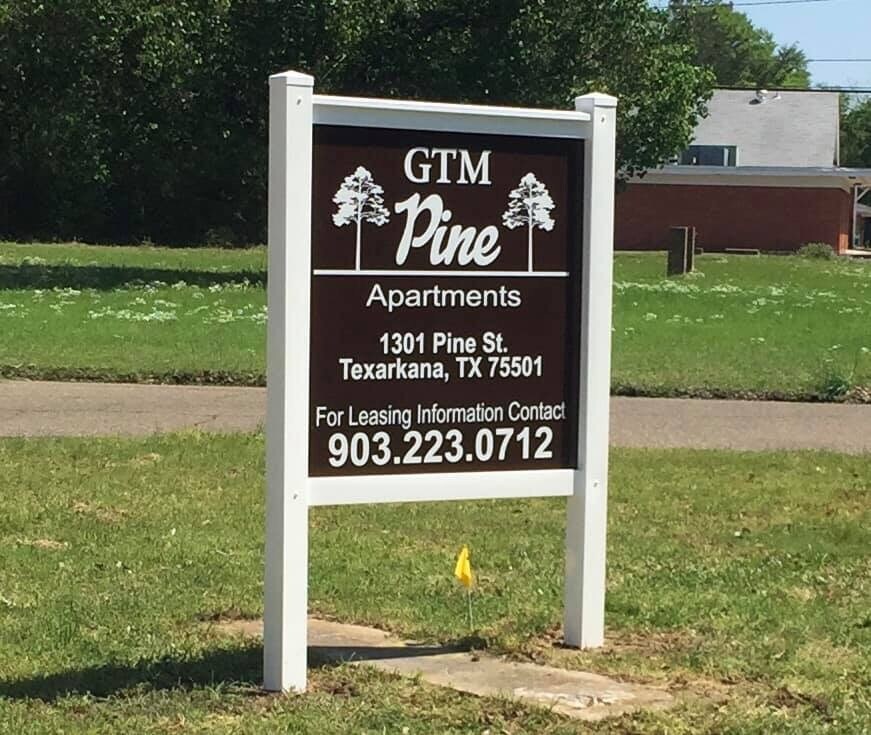 GTM
Pine
Apartments
1301 Pine St.
Texarkana, TX 75501
For Leasing Information Contact
903.223.0712